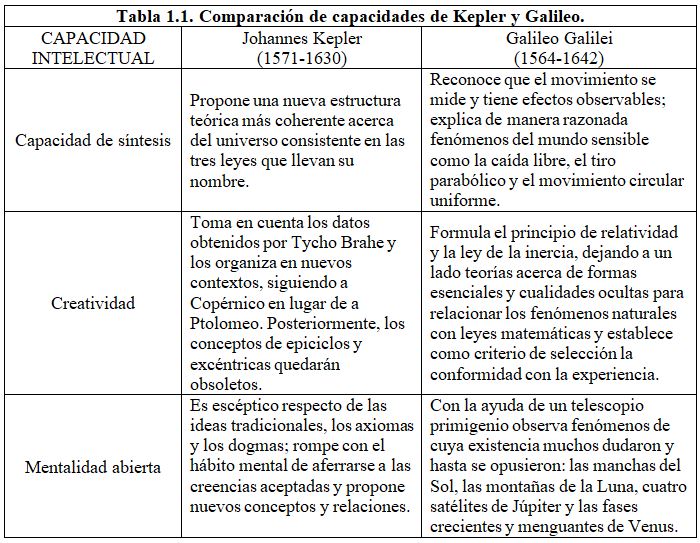 Tabla 1.1. Comparación de capacidades de Kepler y Galileo.
CAPACIDAD
INTELECTUAL
Johannes Kepler
(1571-1630)
Galileo Galilei
(1564-1642)
Capacidad de síntesis
Propone una nueva estructura
teórica más coherente acerca
del universo consistente en las
tres leyes que llevan su
nombre.
Reconoce que el movimiento se
mide y tiene efectos observables;
explica de manera razonada
fenómenos del mundo sensible
como la caída libre, el tiro
parabólico y el movimiento circular
uniforme.
Creatividad
Toma en cuenta los datos
obtenidos por Tycho Brahe y
los organiza en nuevos
contextos, siguiendo a
Copérnico en lugar de a
Ptolomeo. Posteriormente, los
conceptos de epiciclos y
excéntricas quedarán
obsoletos.
Formula el principio de relatividad
y la ley de la inercia, dejando a un
lado teorías acerca de formas
esenciales y cualidades ocultas para
relacionar los fenómenos naturales
con leyes matemáticas y establece
como criterio de selección la
conformidad con la experiencia.
Mentalidad abierta
Es escéptico respecto de las
ideas tradicionales, los axiomas
y los dogmas; rompe con el
hábito mental de aferrarse a las
creencias aceptadas y propone
nuevos conceptos y relaciones.
Con la ayuda de un telescopio
primigenio observa fenómenos de
cuya existencia muchos dudaron y
hasta se opusieron: las manchas del
Sol, las montañas de la Luna, cuatro
satélites de Júpiter y las fases
crecientes y menguantes de Venus.